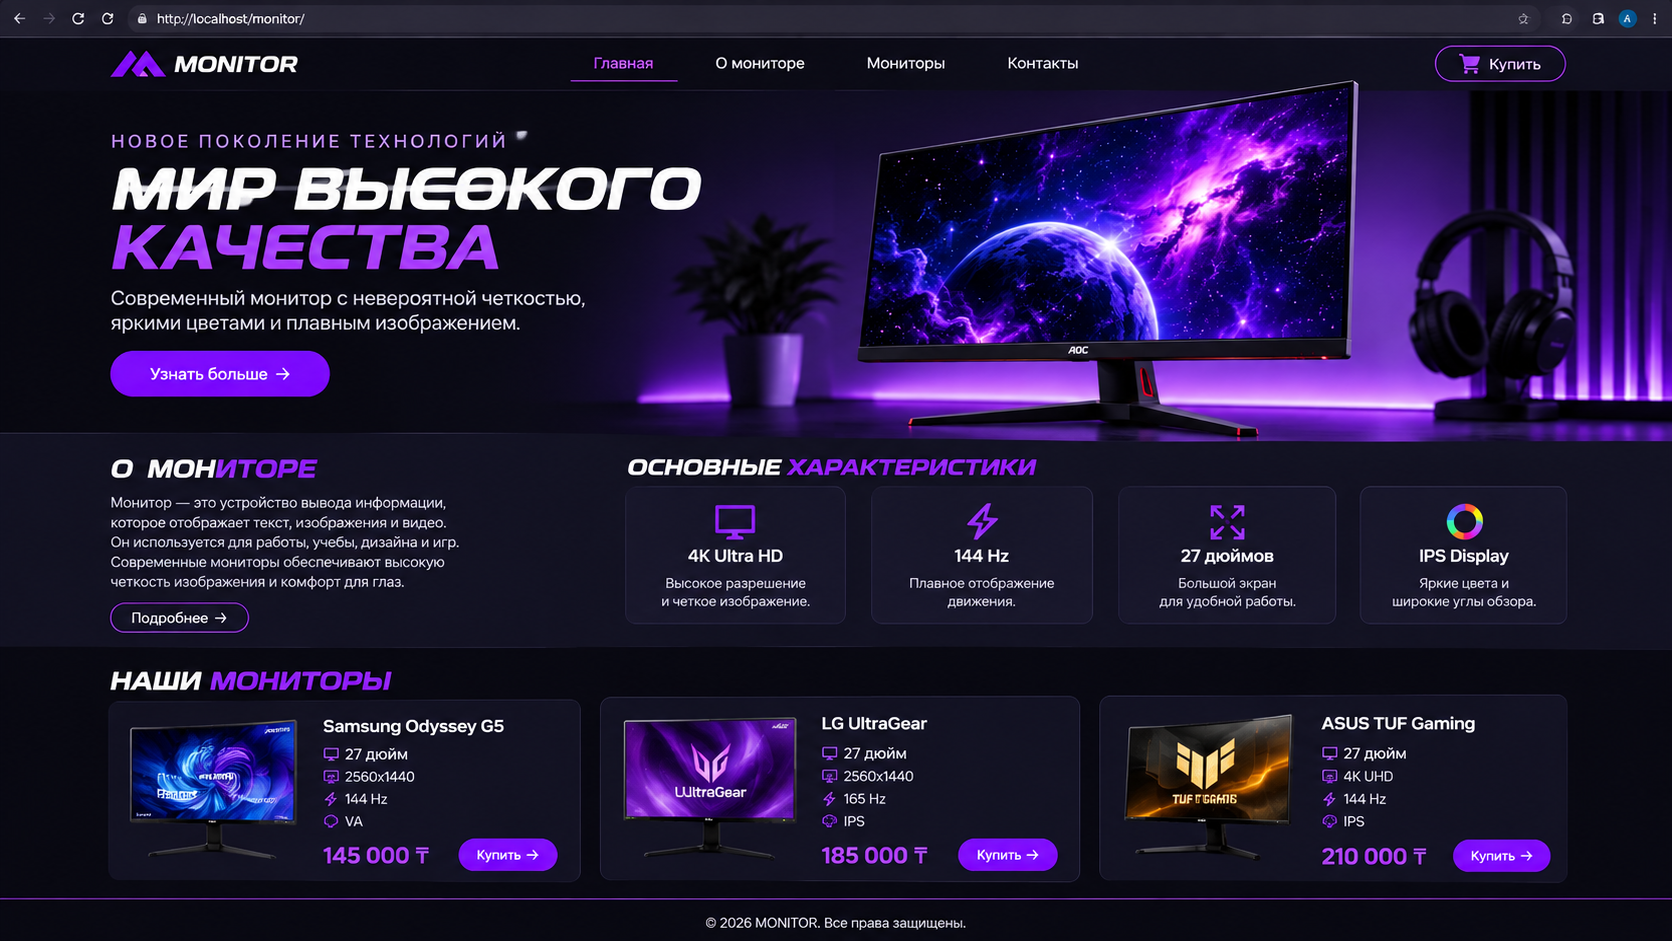 http://localhost/monitor/
A
MONITOR
Главная
О мониторе
Мониторы
Контакты
Купить
НОВОЕ ПОКОЛЕНИЕ ТЕХНОЛОГИЙ
МИР ВЫСОКОГО
КАЧЕСТВА
Современный монитор с невероятной четкостью,
яркими цветами и плавным изображением.
Узнать больше →
AOC
О МОНИТОРЕ
Монитор — это устройство вывода информации,
которое отображает текст, изображения и видео.
Он используется для работы, учебы, дизайна и игр.
Современные мониторы обеспечивают высокую
четкость изображения и комфорт для глаз.
Подробнее →
ОСНОВНЫЕ ХАРАКТЕРИСТИКИ
4K Ultra HD
Высокое разрешение
и четкое изображение.
144 Hz
Плавное отображение
движения.
27 дюймов
Большой экран
для удобной работы.
IPS Display
Яркие цвета и
широкие углы обзора.
НАШИ МОНИТОРЫ
Samsung Odyssey G5
27 дюйм
2560x1440
144 Hz
VA
145 000 ₸
Купить →
LG UltraGear
27 дюйм
2560x1440
165 Hz
IPS
185 000 ₸
Купить →
ASUS TUF Gaming
27 дюйм
4K UHD
144 Hz
IPS
210 000 ₸
Купить →
© 2026 MONITOR. Все права защищены.